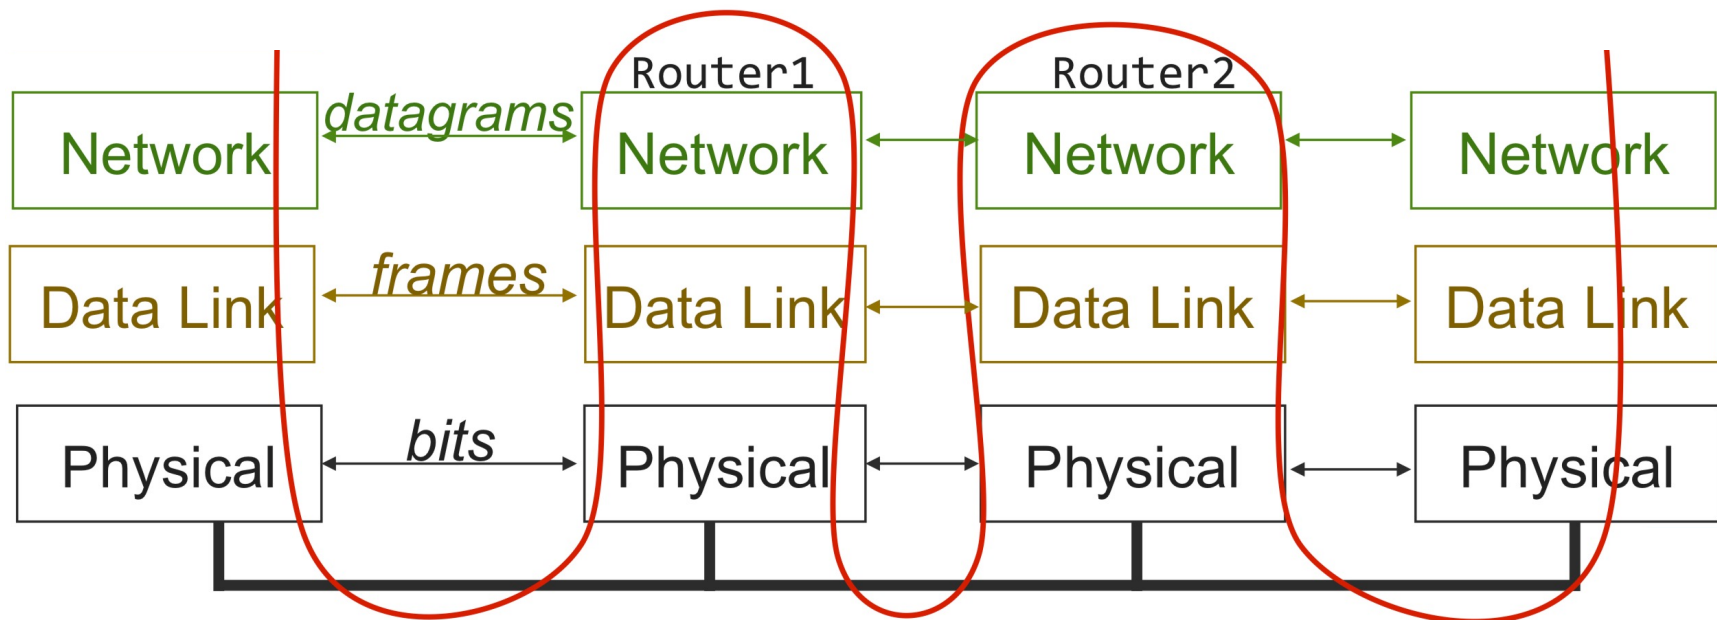 Router1 Router2
datagrams
Network Network Network Network
frames
Data Link Data Link Data Link Data Link
bits
Physical Physical Physical Physical